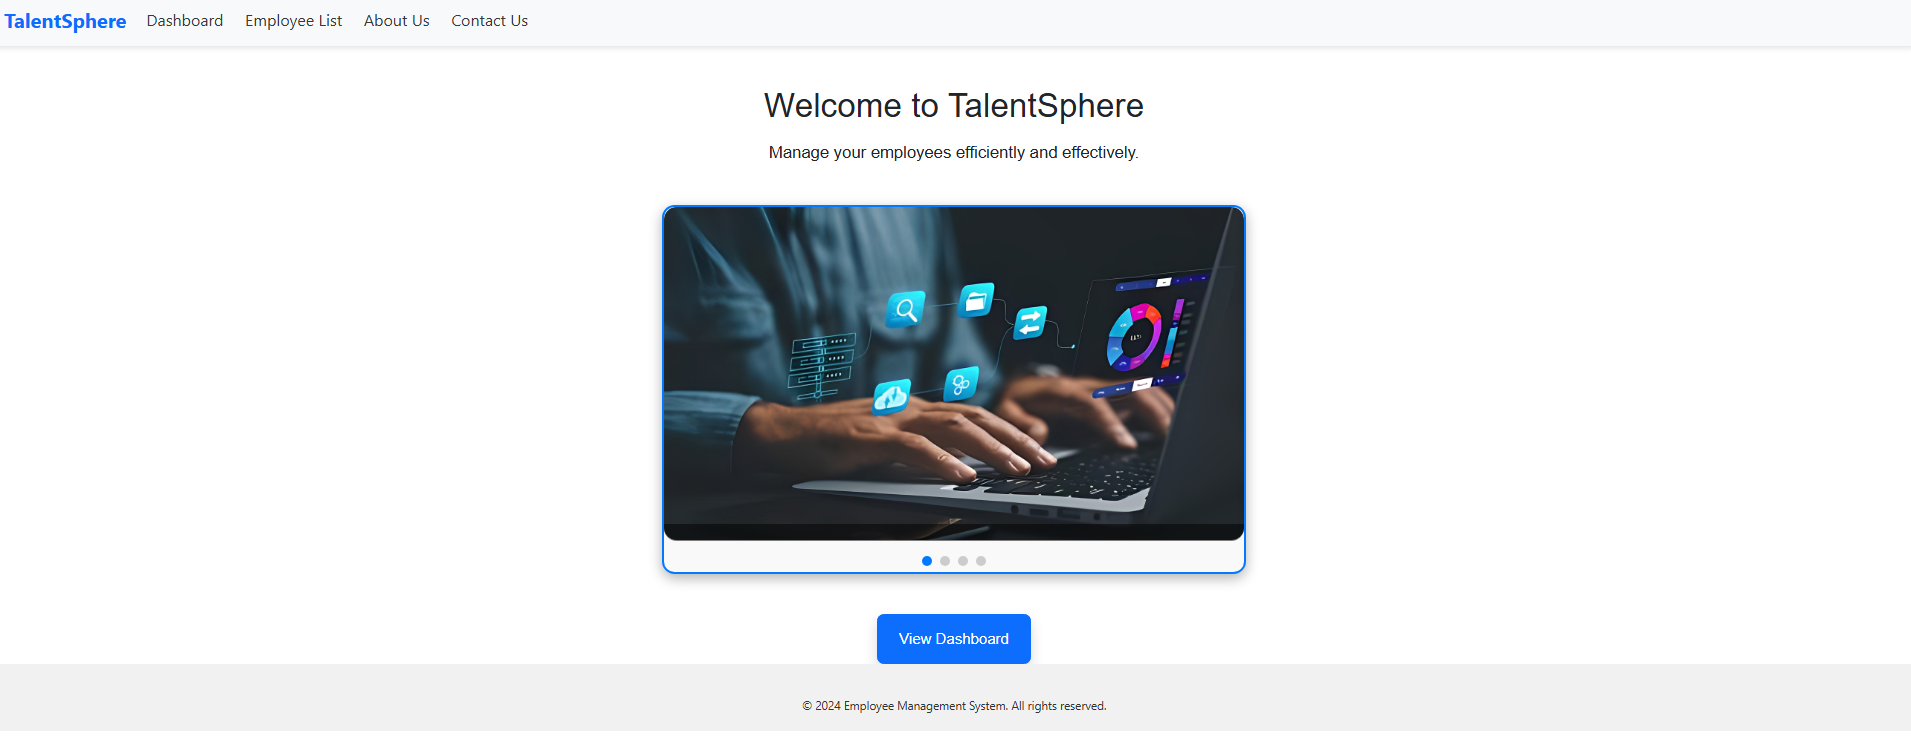 TalentSphere Dashboard Employee List About Us Contact Us
Welcome to TalentSphere
Manage your employees efficiently and effectively.
View Dashboard
© 2024 Employee Management System. All rights reserved.